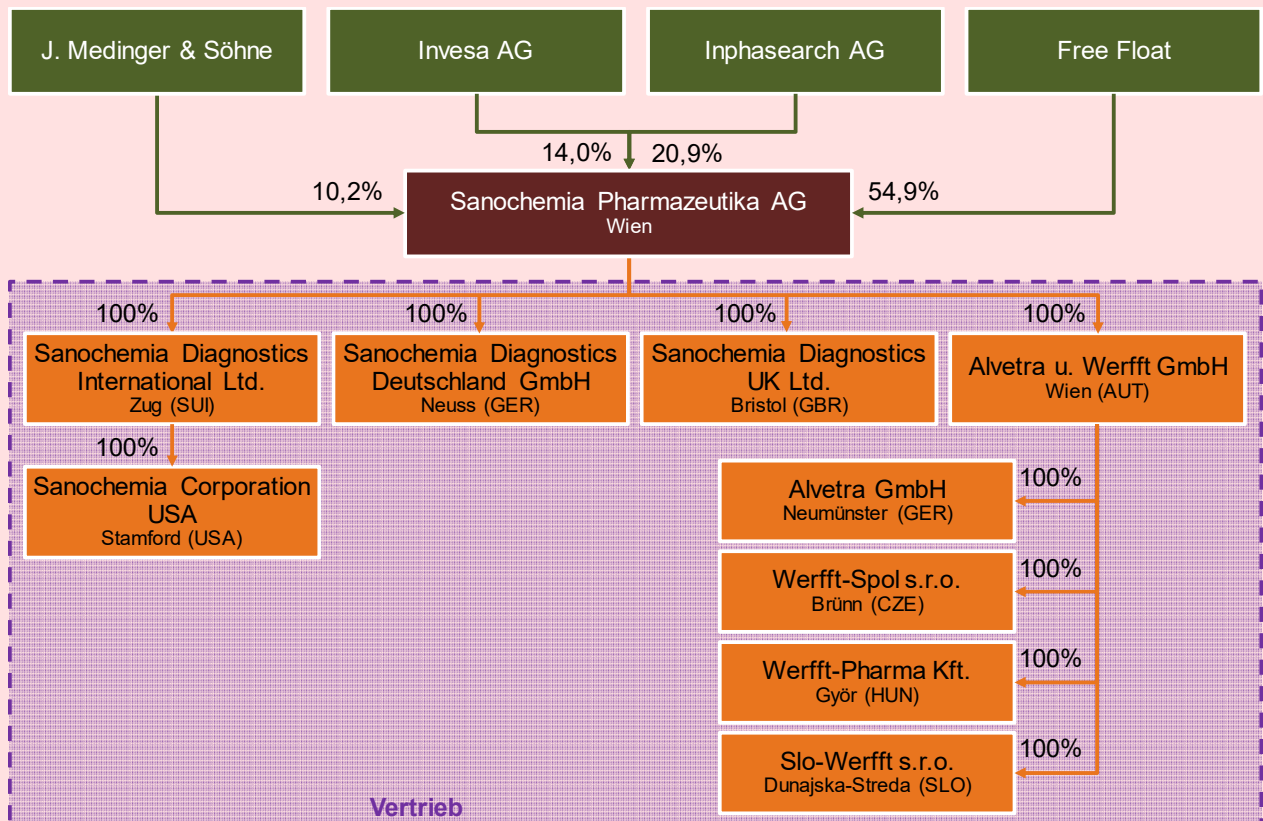 J. Medinger & Söhne
Invesa AG
Inphasearch AG
Free Float
14,0%
20,9%
10,2%
54,9%
Sanochemia Pharmazeutika AG
Wien
100%
100%
100%
100%
Sanochemia Diagnostics
International Ltd.
Zug (SUI)
Sanochemia Diagnostics
Deutschland GmbH
Neuss (GER)
Sanochemia Diagnostics
UK Ltd.
Bristol (GBR)
Alvetra u. Werfft GmbH
Wien (AUT)
100%
Sanochemia Corporation
USA
Stamford (USA)
100%
Alvetra GmbH
Neumünster (GER)
100%
Werfft-Spol s.r.o.
Brünn (CZE)
100%
Werfft-Pharma Kft.
Györ (HUN)
100%
Slo-Werfft s.r.o.
Dunajska-Streda (SLO)
Vertrieb